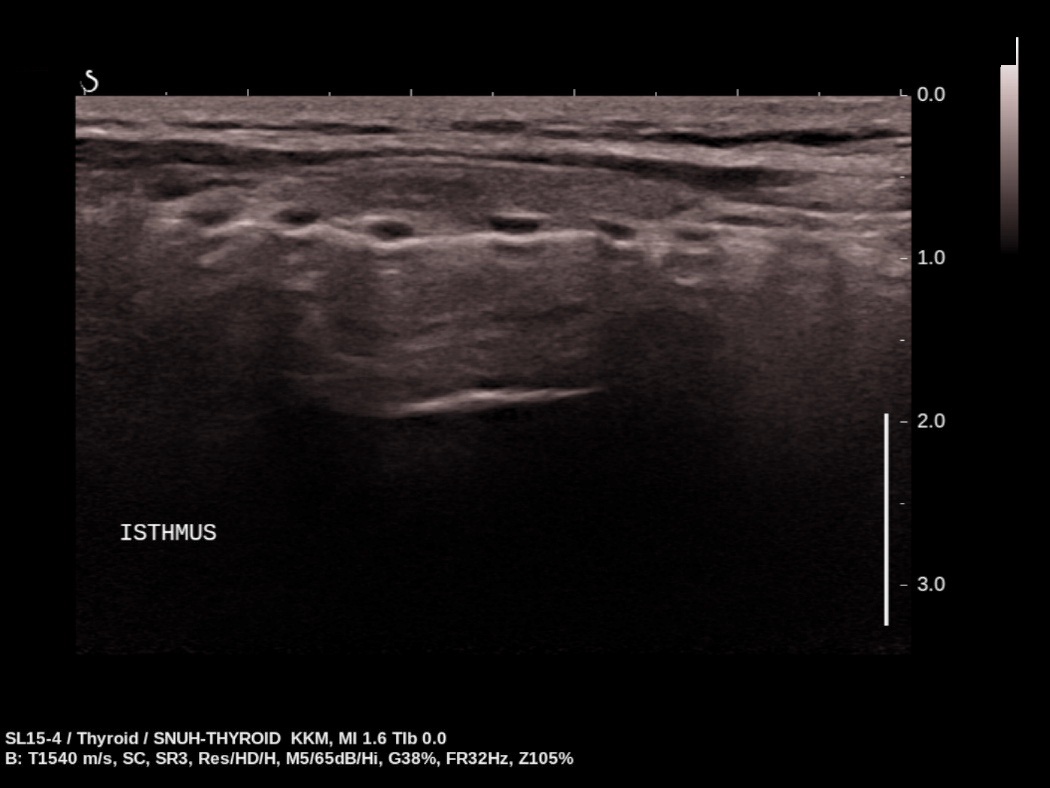 S
0.0
1.0
2.0
ISTHMUS
3.0
SL15-4 / Thyroid / SNUH-THYROID KKM, MI 1.6 TIb 0.0
B: T1540 m/s, SC, SR3, Res/HD/H, M5/65dB/Hi, G38%, FR32Hz, Z105%